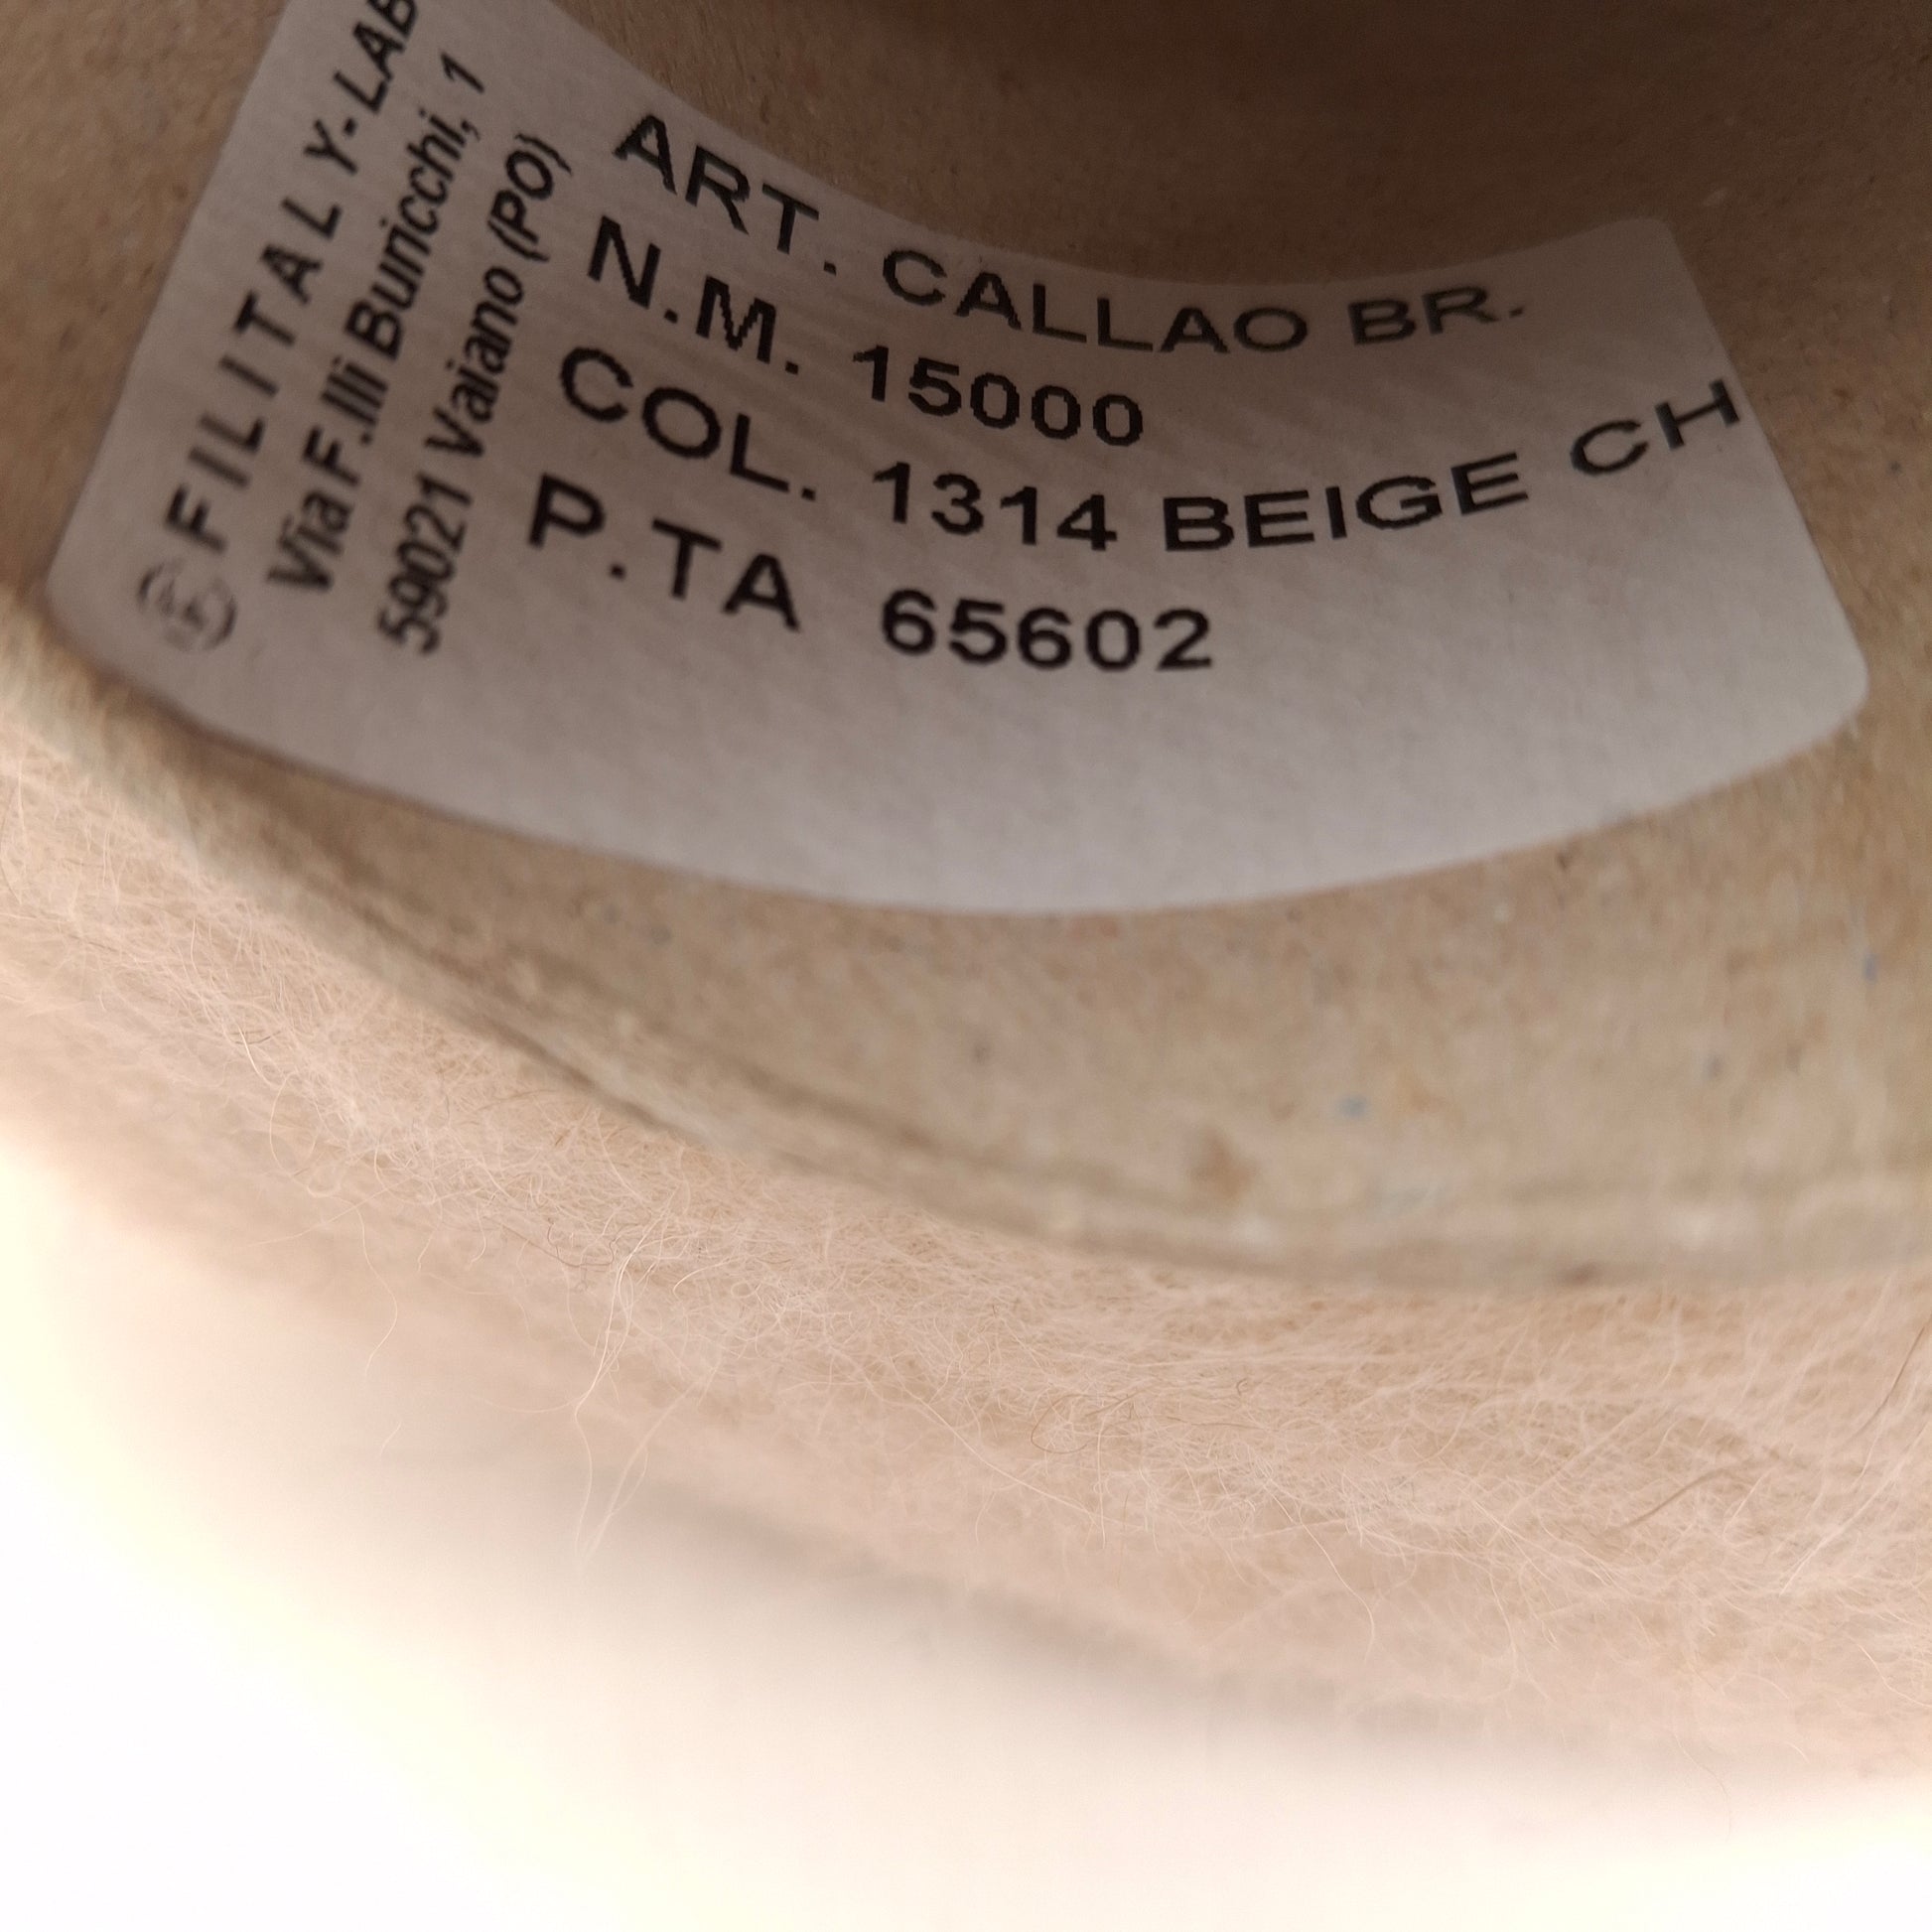 FILITALY-LAB
Via F.lli Buricchi, 1
59021 Vaiano (PO)
ART. CALLAO BR.
N.M. 15000
COL. 1314 BEIGE CH
P.TA 65602